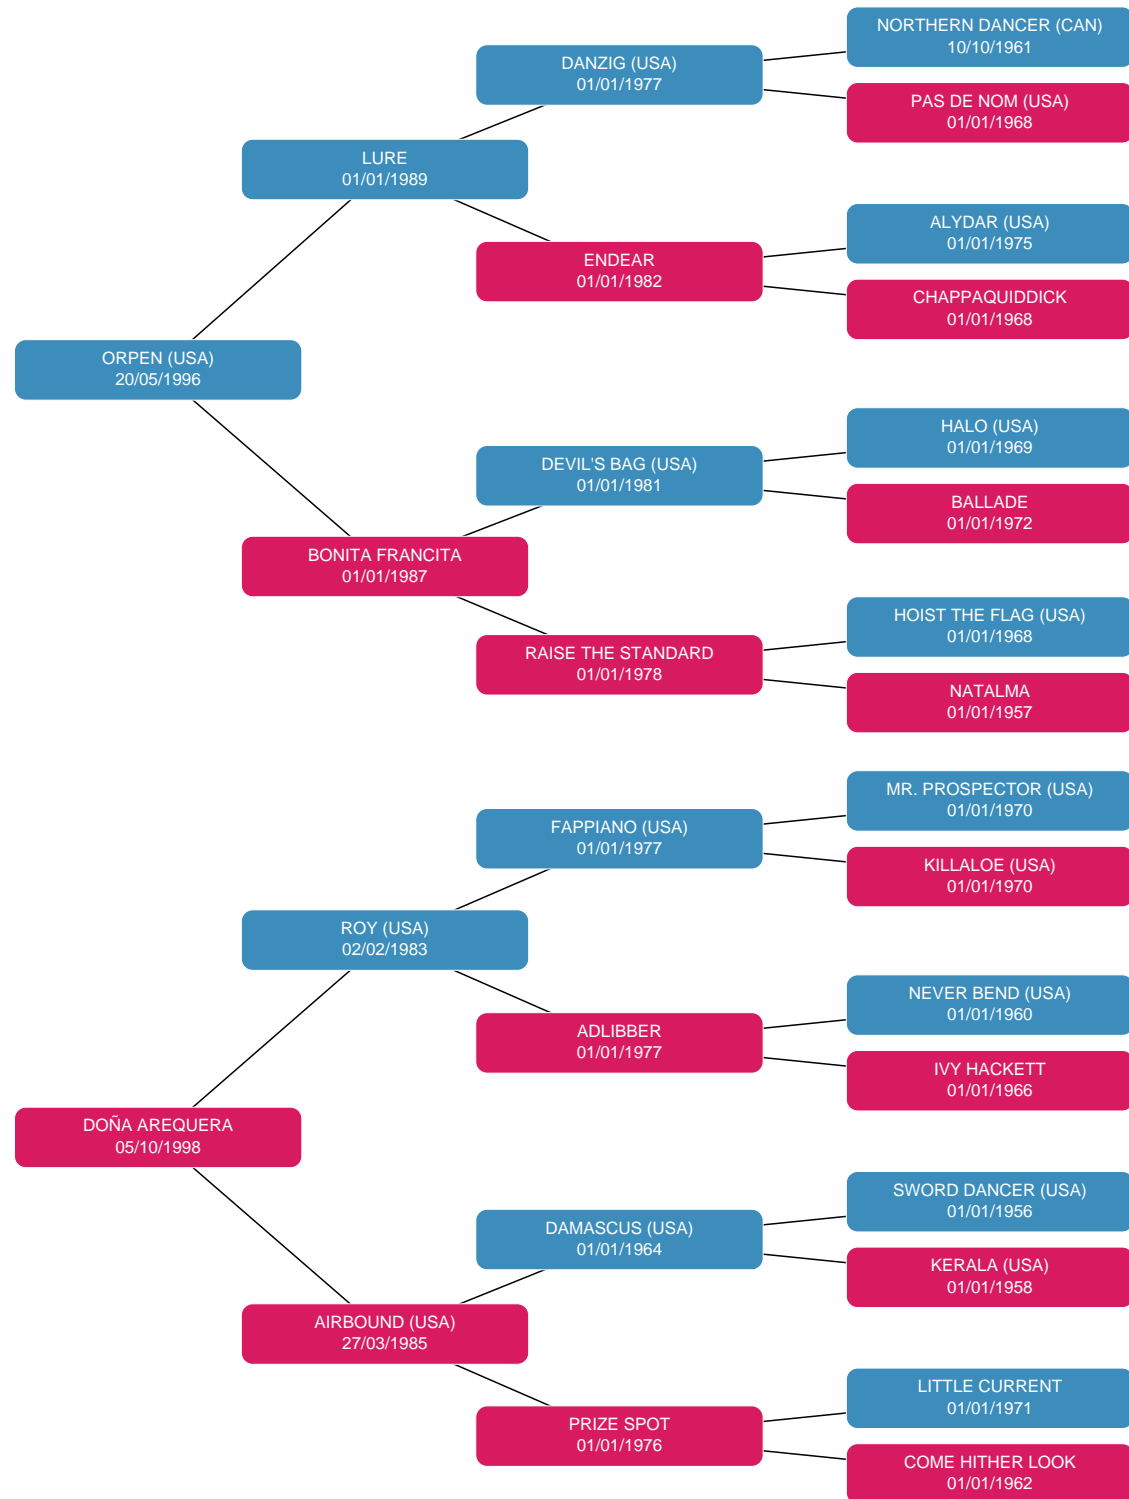 NORTHERN DANCER (CAN)
10/10/1961
DANZIG (USA)
01/01/1977
PAS DE NOM (USA)
01/01/1968
LURE
01/01/1989
ALYDAR (USA)
01/01/1975
ENDEAR
01/01/1982
CHAPPAQUIDDICK
01/01/1968
ORPEN (USA)
20/05/1996
HALO (USA)
01/01/1969
DEVIL'S BAG (USA)
01/01/1981
BALLADE
01/01/1972
BONITA FRANCITA
01/01/1987
HOIST THE FLAG (USA)
01/01/1968
RAISE THE STANDARD
01/01/1978
NATALMA
01/01/1957
MR. PROSPECTOR (USA)
01/01/1970
FAPPIANO (USA)
01/01/1977
KILLALOE (USA)
01/01/1970
ROY (USA)
02/02/1983
NEVER BEND (USA)
01/01/1960
ADLIBBER
01/01/1977
IVY HACKETT
01/01/1966
DOÑA AREQUERA
05/10/1998
SWORD DANCER (USA)
01/01/1956
DAMASCUS (USA)
01/01/1964
KERALA (USA)
01/01/1958
AIRBOUND (USA)
27/03/1985
LITTLE CURRENT
01/01/1971
PRIZE SPOT
01/01/1976
COME HITHER LOOK
01/01/1962